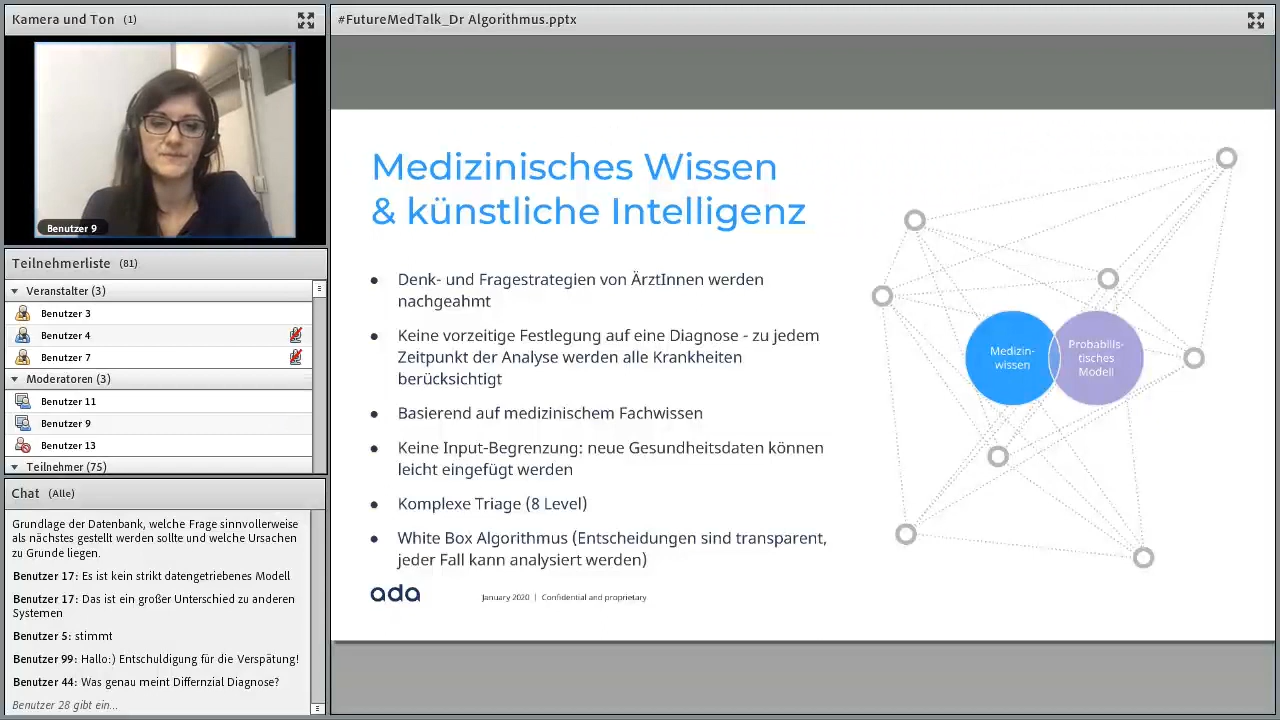 Kamera und Ton (1)
Benutzer 9
Teilnehmerliste (81)
Veranstalter (3)
Benutzer 3
Benutzer 4
Benutzer 7
Moderatoren (3)
Benutzer 11
Benutzer 9
Benutzer 13
Teilnehmer (75)
Chat (Alle)
Grundlage der Datenbank, welche Frage sinnvollerweise
als nächstes gestellt werden sollte und welche Ursachen
zu Grunde liegen.
Benutzer 17: Es ist kein strikt datengetriebenes Modell
Benutzer 17: Das ist ein großer Unterschied zu anderen
Systemen
Benutzer 5: stimmt
Benutzer 99: Hallo:) Entschuldigung für die Verspätung!
Benutzer 44: Was genau meint Differnzial Diagnose?
Benutzer 28 gibt ein...
#FutureMedTalk_Dr Algorithmus.pptx
Medizinisches Wissen
& künstliche Intelligenz
● Denk- und Fragestrategien von ÄrztInnen werden
nachgeahmt
● Keine vorzeitige Festlegung auf eine Diagnose - zu jedem
Zeitpunkt der Analyse werden alle Krankheiten
berücksichtigt
● Basierend auf medizinischem Fachwissen
● Keine Input-Begrenzung: neue Gesundheitsdaten können
leicht eingefügt werden
● Komplexe Triage (8 Level)
● White Box Algorithmus (Entscheidungen sind transparent,
jeder Fall kann analysiert werden)
Medizin-
wissen
Probabilis-
tisches
Modell
ada
January 2020 | Confidential and proprietary